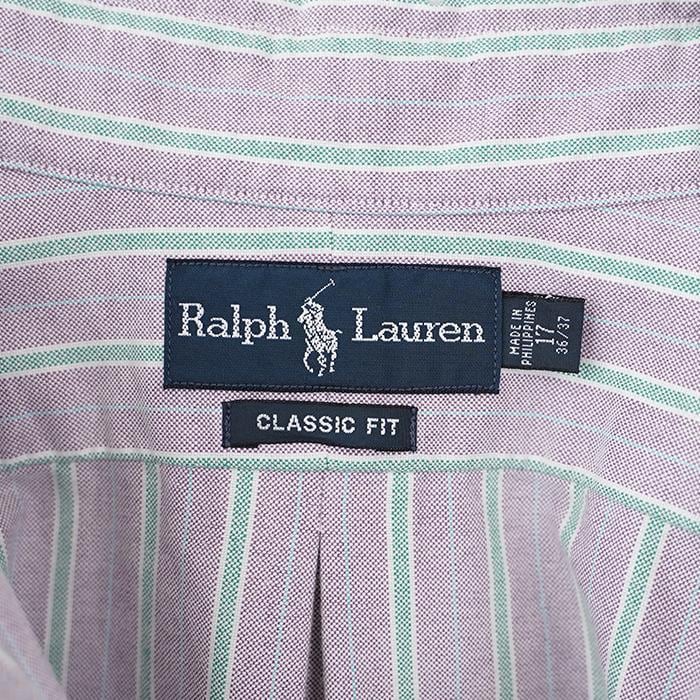 Ralph Lauren
MADE IN
PHILIPPINES
17
36/37
CLASSIC FIT